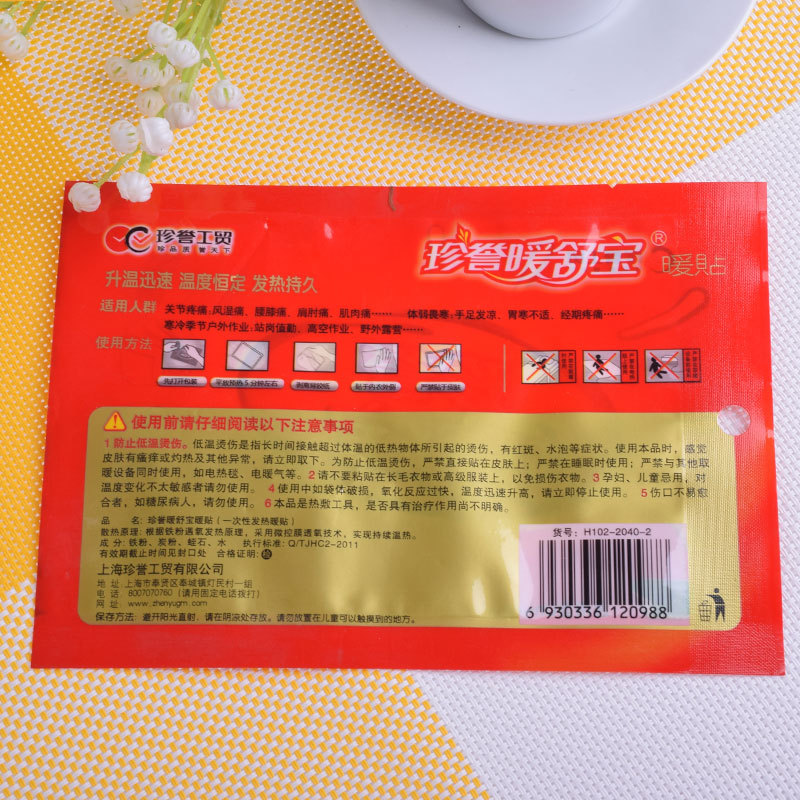 珍誉工贸
珍品质 誉天下
珍誉暖舒宝® 暖貼
升温迅速 温度恒定 发热持久
适用人群 关节疼痛、风湿痛、腰膝痛、肩肘痛、肌肉痛…… 体弱畏寒:手足发凉、胃寒不适、经期疼痛……
寒冷季节户外作业:站岗值勤、高空作业、野外露营……
使用方法
先打开包装 平放预热5分钟左右 剥离背胶纸 贴于内衣外侧 严禁贴于皮肤
⚠ 使用前请仔细阅读以下注意事项
1 防止低温烫伤。低温烫伤是指长时间接触超过体温的低热物体所引起的烫伤,有红斑、水泡等症状。使用本品时,感觉
皮肤有瘙痒或灼热及其他异常,请立即取下。为防止低温烫伤,严禁直接贴在皮肤上;严禁在睡眠时使用;严禁与其他取
暖设备同时使用,如电热毯、电暖气等。2 请不要粘贴在长毛衣物或高级服装上,以免损伤衣物。3 孕妇、儿童忌用,对
温度变化不太敏感者请勿使用。4 使用中如袋体破损,氧化反应过快,温度迅速升高,请立即停止使用。5 伤口不易愈
合者,如糖尿病人,请勿使用。6 本品是热敷工具,是否具有治疗作用尚不明确。
品 名:珍誉暖舒宝暖贴(一次性发热暖贴)
散热原理:根据铁粉遇氧发热原理,采用微控膜透氧技术,实现持续温热。
成 分:铁粉、炭粉、蛭石、水 执行标准:Q/TJHC2-2011
有效期截止时间见封口处 合格证明:检
上海珍誉工贸有限公司
地 址:上海市奉贤区奉城镇灯民村一组
电 话:8007070760(请用固定电话拨打)
网 址:www.zhenyugm.com
保存方法:避开阳光直射,请在阴凉处存放。请勿放置在儿童可以触摸到的地方。
货号:H102-2040-2
6 930336 120988